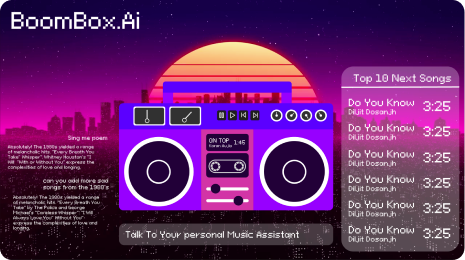 BoomBox.Ai
Top 10 Next Songs
Do You Know 3:25
Diljit Dosanjh
Do You Know 3:25
Diljit Dosanjh
Do You Know 3:25
Diljit Dosanjh
Do You Know 3:25
Diljit Dosanjh
Do You Know 3:25
Diljit Dosanjh
Do You Know 3:25
Diljit Dosanjh
ON TOP 1:45
Sing me poem
Absolutely! The 1980s yielded a range
of melancholic hits. "Every Breath You
Take"
"I
Will
"With or Without You" express the
complexities of love and longing.
can you add more sad
songs from the 1980's
Absolutely! The 1980s yielded a range
of melancholic hits. "Every Breath You
Take" by The Police and George
Michael's "Careless Whisper." "I Will
Always Love You"
express the
complexities of love and
longing.
Talk To Your personal Music Assistant